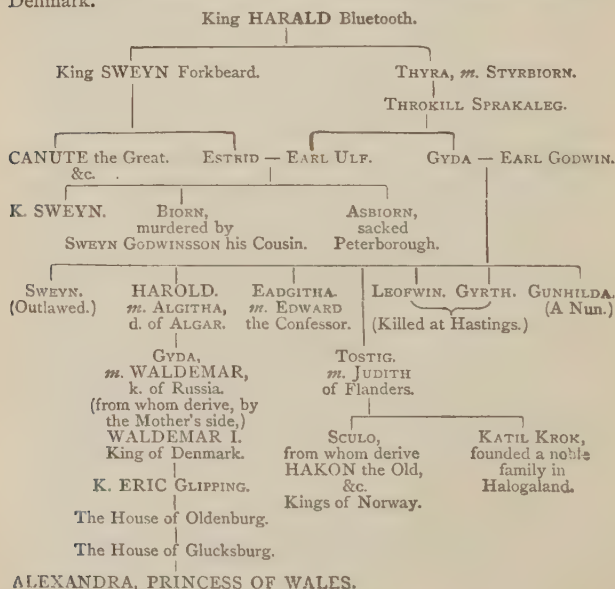 Denmark.
King HARALD Bluetooth.
King SWEYN Forkbeard. THYRA, m. STYRBIORN.
THROKILL SPRAKALEG.
CANUTE the Great. ESTRID — EARL ULF. GYDA — EARL GODWIN.
&c.
K. SWEYN. BIORN, ASBIORN,
murdered by sacked
SWEYN GODWINSSON his Cousin. Peterborough.
SWEYN. HAROLD. EADGITHA. LEOFWIN. GYRTH. GUNHILDA.
(Outlawed.) m. ALGITHA, m. EDWARD (Killed at Hastings.) (A Nun.)
d. of ALGAR. the Confessor.
GYDA, TOSTIG.
m. WALDEMAR, m. JUDITH
k. of Russia. of Flanders.
(from whom derive, by
the Mother's side,)
WALDEMAR I. SCULO, KATIL KROK,
King of Denmark. from whom derive founded a noble
HAKON the Old, family in
K. ERIC GLIPPING. &c. Halogaland.
Kings of Norway.
The House of Oldenburg.
The House of Glucksburg.
ALEXANDRA, PRINCESS OF WALES.